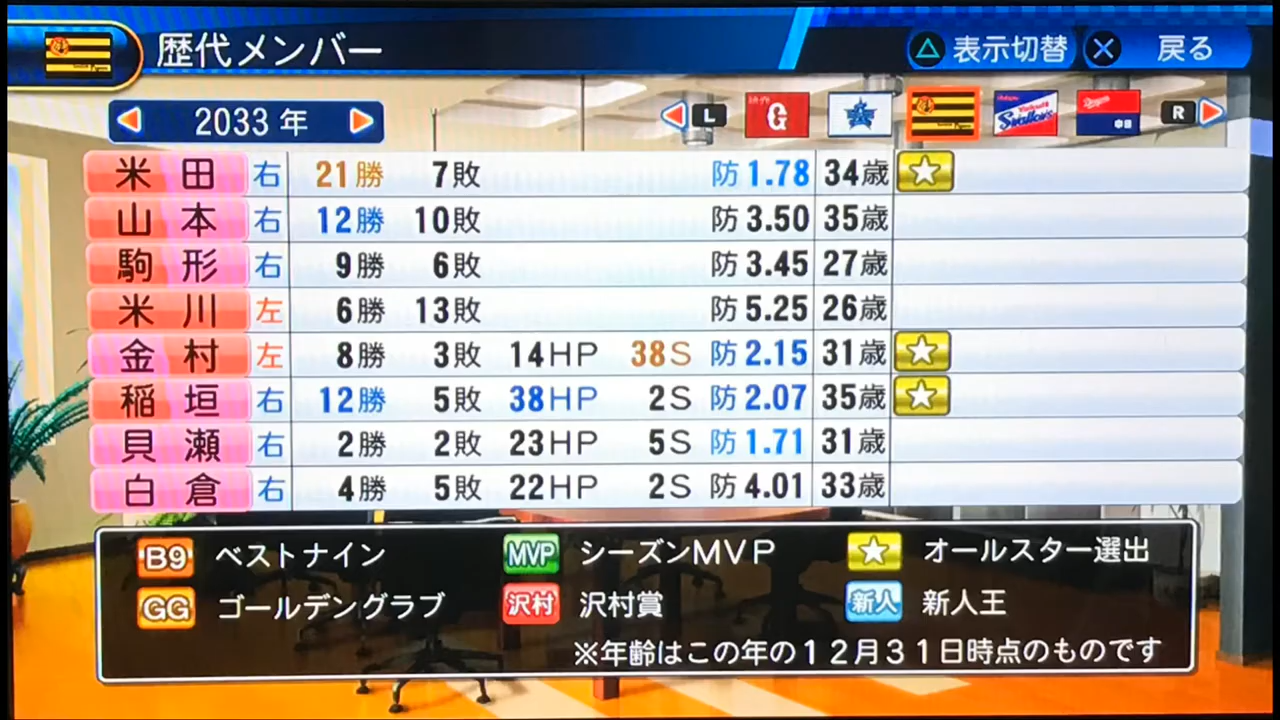 歴代メンバー
表示切替 戻る
2033年
L G Swallows Dragons 中日 R
米田 右 21勝 7敗 防1.78 34歳
山本 右 12勝 10敗 防3.50 35歳
駒形 右 9勝 6敗 防3.45 27歳
米川 左 6勝 13敗 防5.25 26歳
金村 左 8勝 3敗 14HP 38S 防2.15 31歳
稲垣 右 12勝 5敗 38HP 2S 防2.07 35歳
貝瀬 右 2勝 2敗 23HP 5S 防1.71 31歳
白倉 右 4勝 5敗 22HP 2S 防4.01 33歳
B9 ベストナイン MVP シーズンMVP オールスター選出
GG ゴールデングラブ 沢村 沢村賞 新人 新人王
※年齢はこの年の12月31日時点のものです